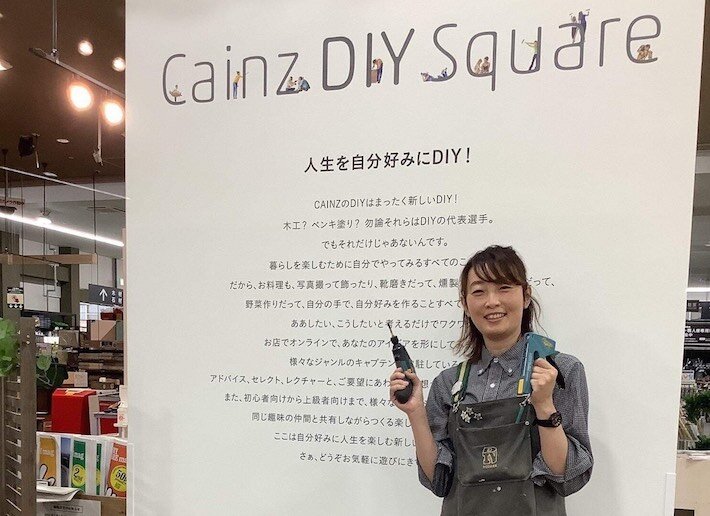 Cainz DIY Square
人生を自分好みにDIY!
CAINZのDIYはまったく新しいDIY!
木工? ペンキ塗り? 勿論それらはDIYの代表選手。
でもそれだけじゃあないんです。
暮らしを楽しむために自分でやってみるすべてのこ
だから、お料理も、写真撮って飾ったり、靴磨きだって、燻製 だって、
野菜作りだって、自分の手で、自分好みを作ることすべて
ああしたい、こうしたいと考えるだけでワクワ
お店でオンラインで、あなたのアイデアを形にして
様々なジャンルのキャプテン 駐している
アドバイス、セレクト、レクチャーと、ご要望にあわ 想
また、初心者向けから上級者向けまで、様々な
同じ趣味の仲間と共有しながらつくる楽し
ここは自分好みに人生を楽しむ新しい
さぁ、どうぞお気軽に遊びにき